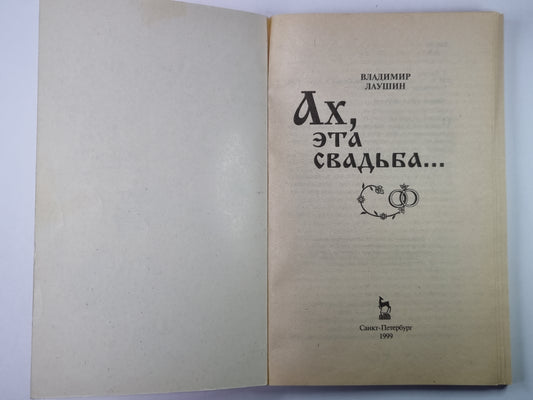 ВЛАДИМИР
ЛАУШИН
Ах,
эта
свадьба...
Санкт-Петербург
1999